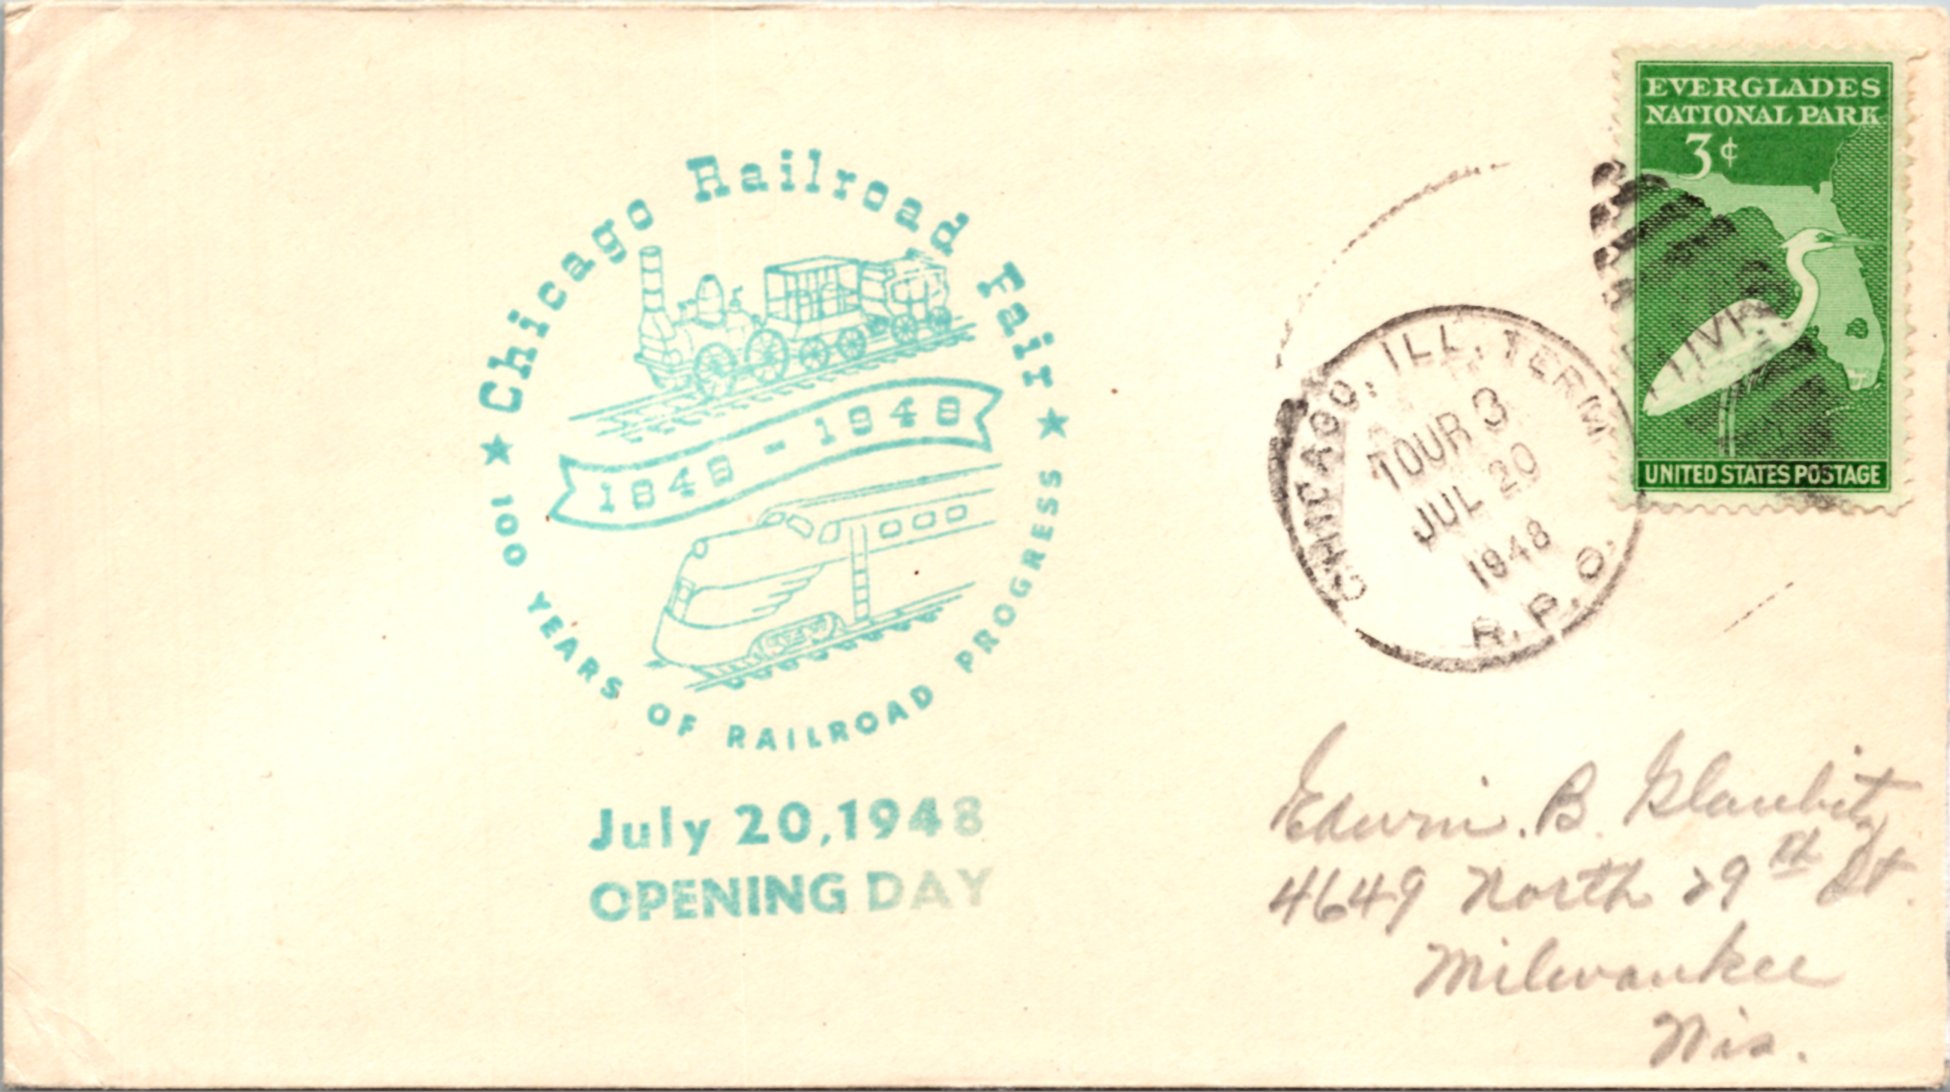 ★ Chicago Railroad Fair ★
1848 - 1948
100 YEARS OF RAILROAD PROGRESS
July 20, 1948
OPENING DAY
CHICAGO, ILL. TERM
TOUR 3
JUL 20
1948
R. P. O.
EVERGLADES
NATIONAL PARK
3¢
UNITED STATES POSTAGE
Edwin. B. Glaubitz
4649 North 29th St.
Milwaukee
Wis.